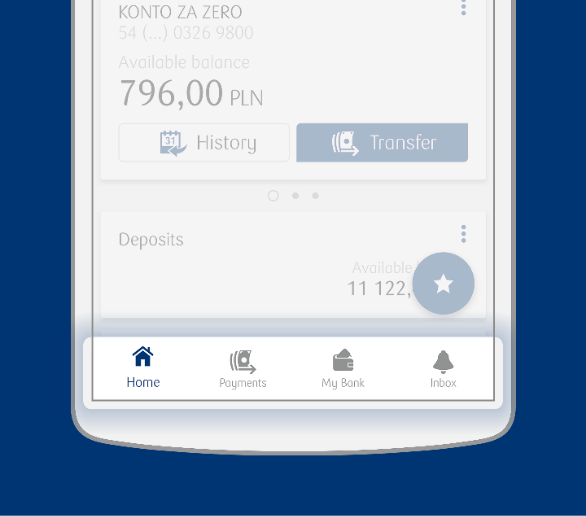 KONTO ZA ZERO
54 (...) 0326 9800
Available balance
796,00 PLN
31
History
Transfer
Deposits
Available
11 122,
Home
Payments
My Bank
Inbox